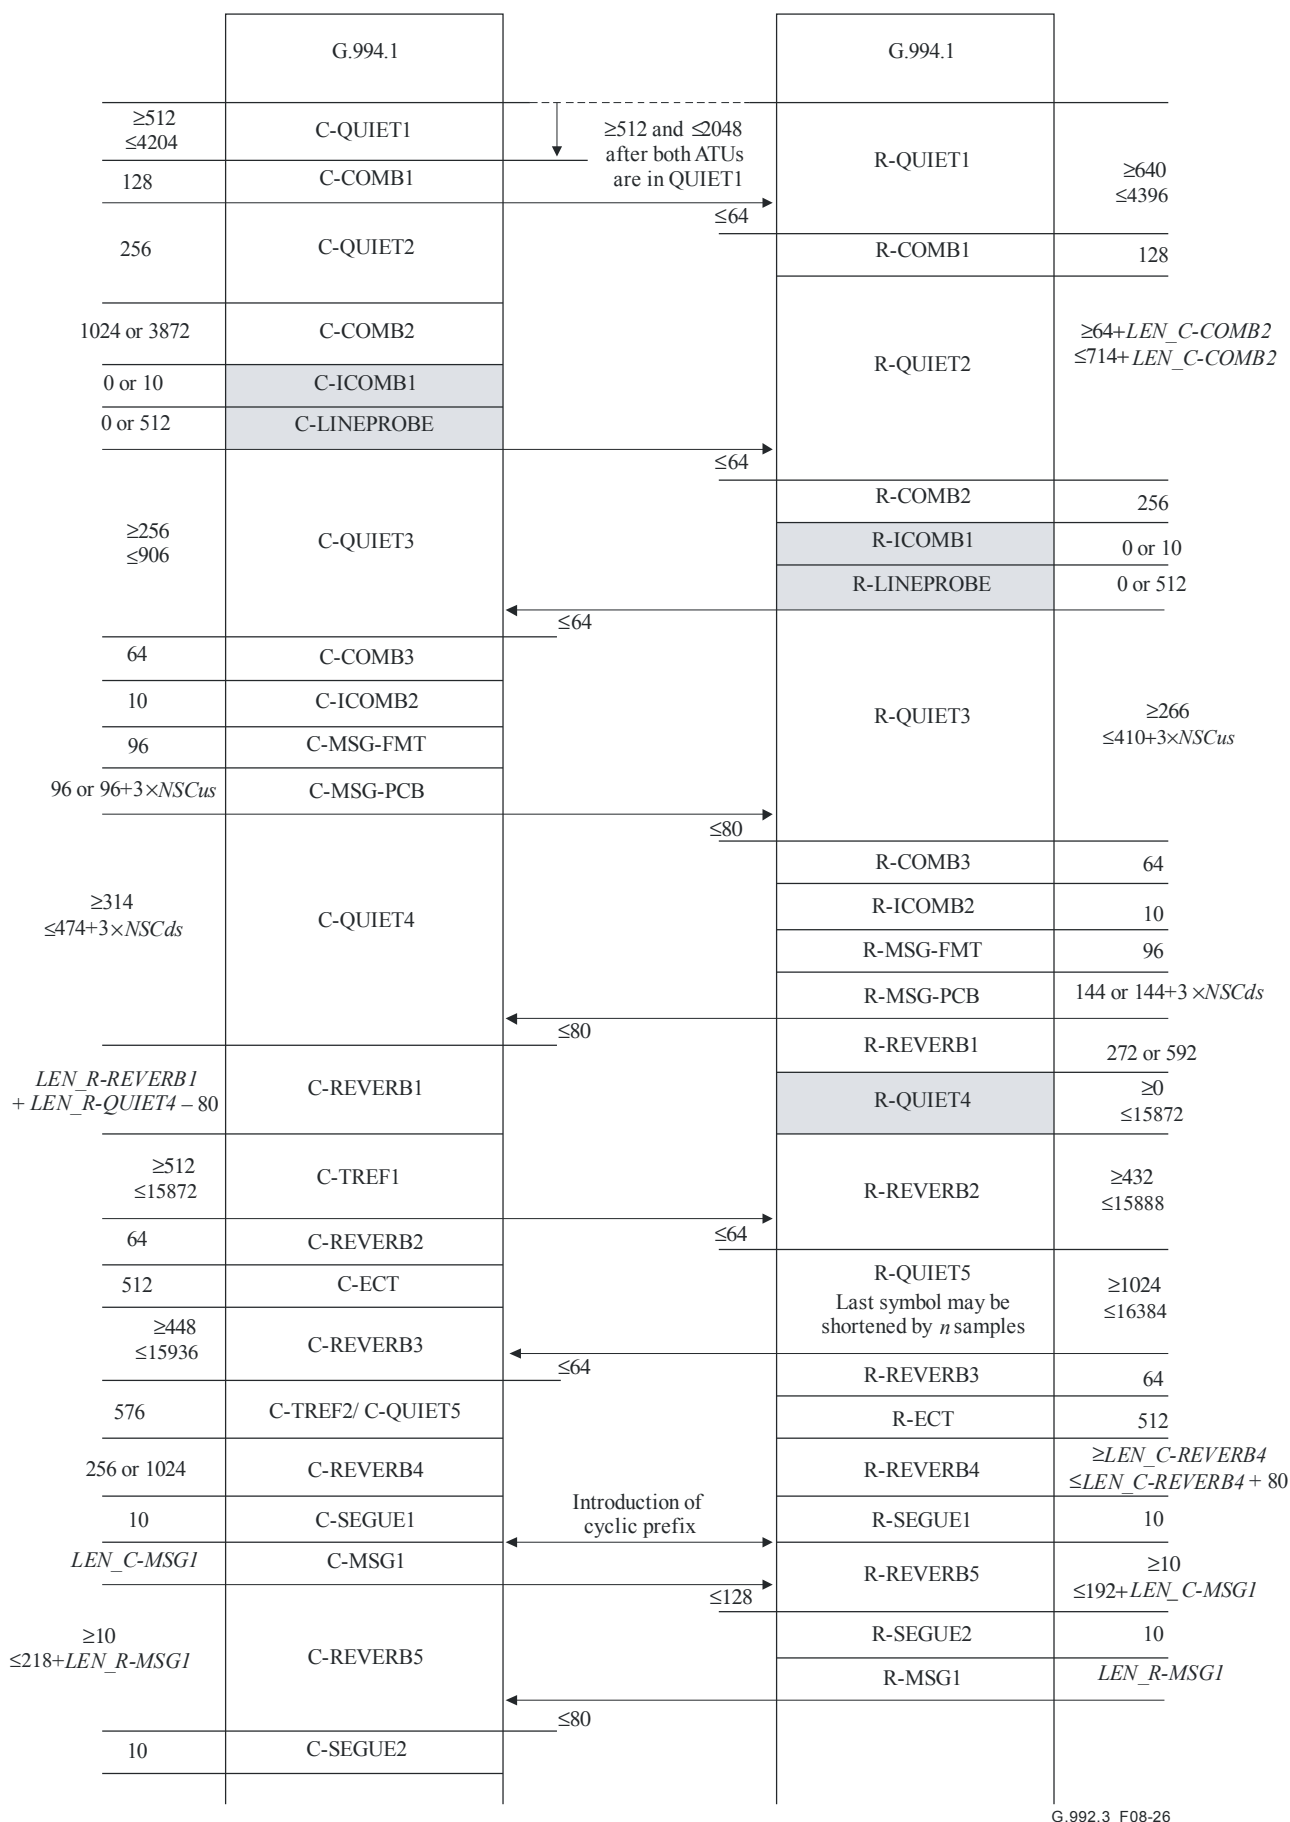 G.994.1
G.994.1
≥512
≤4204
C-QUIET1
≥512 and ≤2048
after both ATUs
are in QUIET1
R-QUIET1
≥640
≤4396
128
C-COMB1
≤64
256
C-QUIET2
R-COMB1
128
1024 or 3872
C-COMB2
R-QUIET2
≥64+LEN_C-COMB2
≤714+LEN_C-COMB2
0 or 10
C-ICOMB1
0 or 512
C-LINEPROBE
≤64
≥256
≤906
C-QUIET3
R-COMB2
256
R-ICOMB1
0 or 10
R-LINEPROBE
0 or 512
≤64
64
C-COMB3
10
C-ICOMB2
R-QUIET3
≥266
≤410+3×NSCus
96
C-MSG-FMT
96 or 96+3×NSCus
C-MSG-PCB
≤80
R-COMB3
64
≥314
≤474+3×NSCds
C-QUIET4
R-ICOMB2
10
R-MSG-FMT
96
R-MSG-PCB
144 or 144+3×NSCds
≤80
R-REVERB1
272 or 592
LEN_R-REVERB1
+ LEN_R-QUIET4 – 80
C-REVERB1
R-QUIET4
≥0
≤15872
≥512
≤15872
C-TREF1
R-REVERB2
≥432
≤15888
≤64
64
C-REVERB2
512
C-ECT
R-QUIET5
Last symbol may be
shortened by n samples
≥1024
≤16384
≥448
≤15936
C-REVERB3
≤64
R-REVERB3
64
576
C-TREF2/ C-QUIET5
R-ECT
512
256 or 1024
C-REVERB4
R-REVERB4
≥LEN_C-REVERB4
≤LEN_C-REVERB4 + 80
Introduction of
cyclic prefix
10
C-SEGUE1
R-SEGUE1
10
LEN_C-MSG1
C-MSG1
R-REVERB5
≥10
≤192+LEN_C-MSG1
≤128
≥10
≤218+LEN_R-MSG1
C-REVERB5
R-SEGUE2
10
R-MSG1
LEN_R-MSG1
≤80
10
C-SEGUE2
G.992.3_F08-26